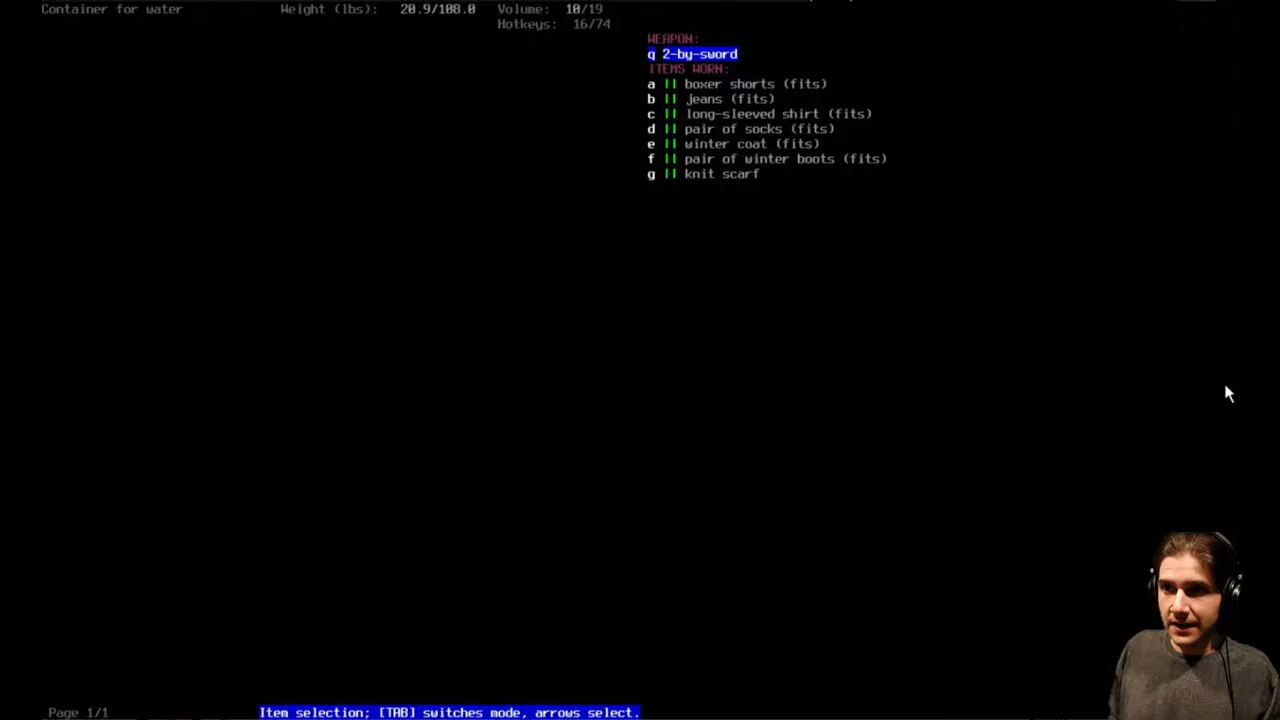 Container for water Weight (lbs): 20.9/108.0 Volume: 10/19
Hotkeys: 16/74
WEAPON:
q 2-by-sword
ITEMS WORN:
a || boxer shorts (fits)
b || jeans (fits)
c || long-sleeved shirt (fits)
d || pair of socks (fits)
e || winter coat (fits)
f || pair of winter boots (fits)
g || knit scarf
Page 1/1 Item selection; [TAB] switches mode, arrows select.